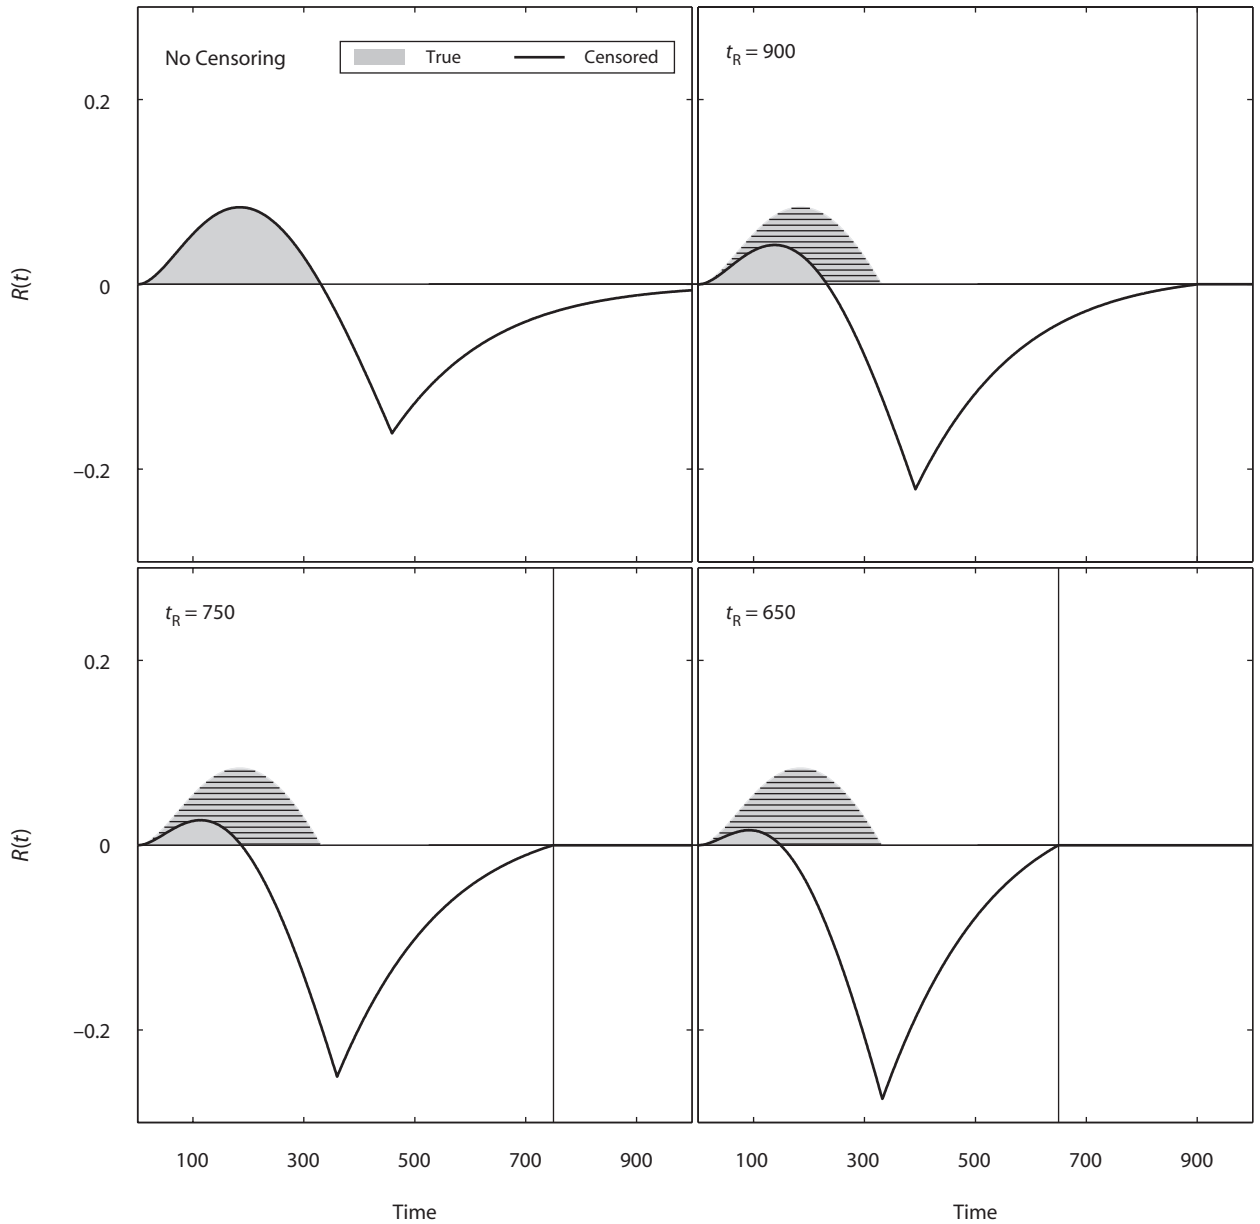 No Censoring
True
Censored
t_R = 900
0.2
0
−0.2
R(t)
t_R = 750
t_R = 650
0.2
0
−0.2
R(t)
100 300 500 700 900
100 300 500 700 900
Time
Time